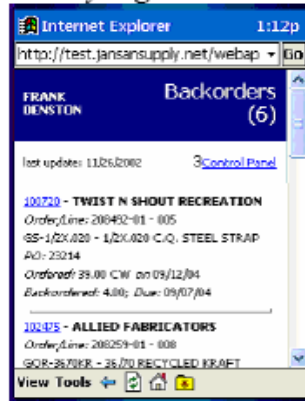 Internet Explorer 1:12p
http://test.jansansupply.net/webap Go
FRANK DENSTON
Backorders (6)
last update: 11/26/2002 3Control Panel
100720 - TWIST N SHOUT RECREATION
Order/Line: 208492-01 - 005
GS-1/2X.020 - 1/2X.020 C.Q. STEEL STRAP
PO: 23214
Ordered: 39.00 CW on 09/12/04
Backordered: 4.00; Due: 09/07/04
102475 - ALLIED FABRICATORS
Order/Line: 208259-01 - 008
GOR-3670KR - 36/70 RECYCLED KRAFT
View Tools